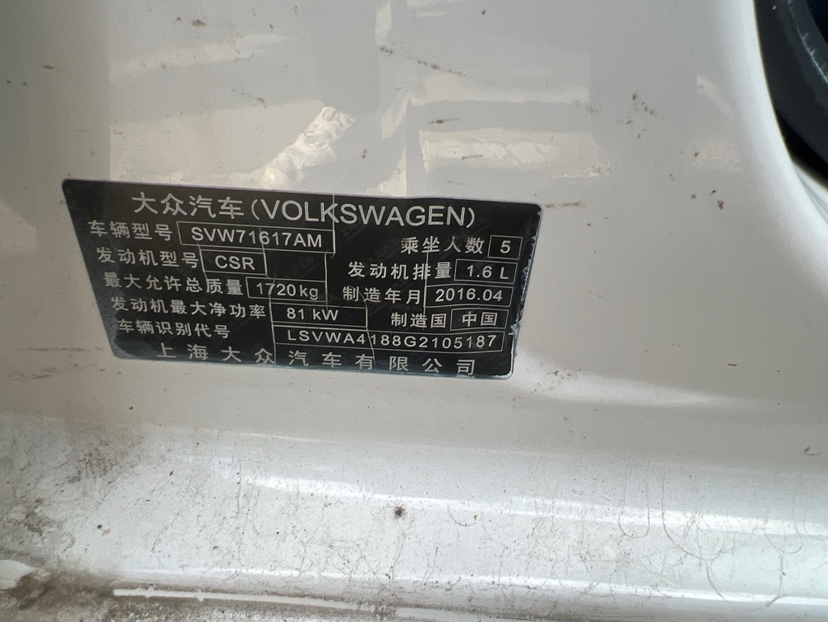 大众汽车(VOLKSWAGEN)
车辆型号 SVW71617AM 乘坐人数 5
发动机型号 CSR 发动机排量 1.6 L
最大允许总质量 1720kg 制造年月 2016.04
发动机最大净功率 81 kW 制造国 中国
车辆识别代号 LSVWA4188G2105187
上海大众汽车有限公司